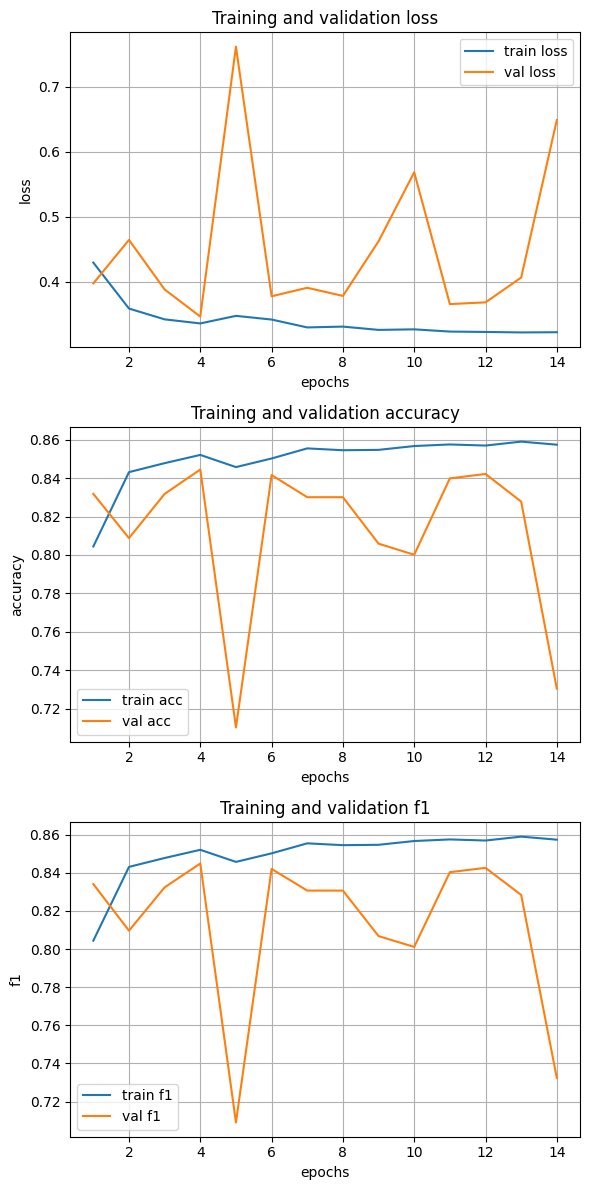 Training and validation loss
train loss
val loss
0.7
0.6
0.5
0.4
loss
2 4 6 8 10 12 14
epochs
Training and validation accuracy
0.86
0.84
0.82
0.80
0.78
0.76
0.74
0.72
accuracy
train acc
val acc
2 4 6 8 10 12 14
epochs
Training and validation f1
0.86
0.84
0.82
0.80
0.78
0.76
0.74
0.72
f1
train f1
val f1
2 4 6 8 10 12 14
epochs